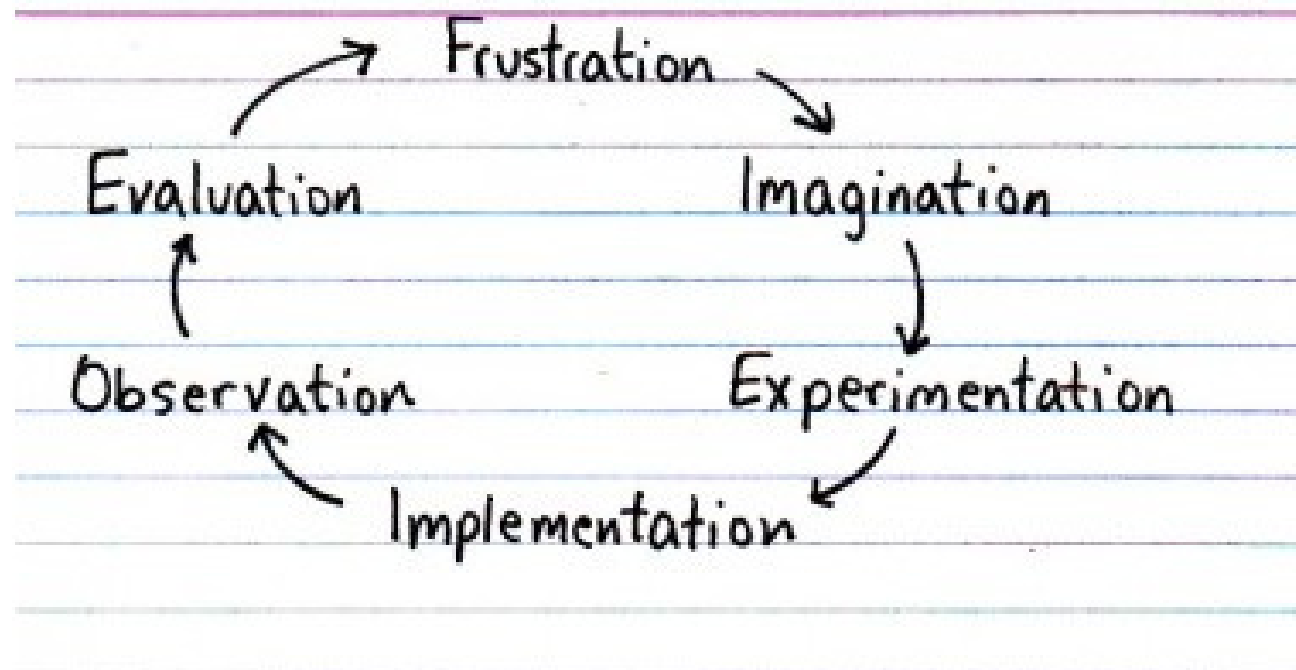 Frustration
Evaluation
Imagination
Observation
Experimentation
Implementation